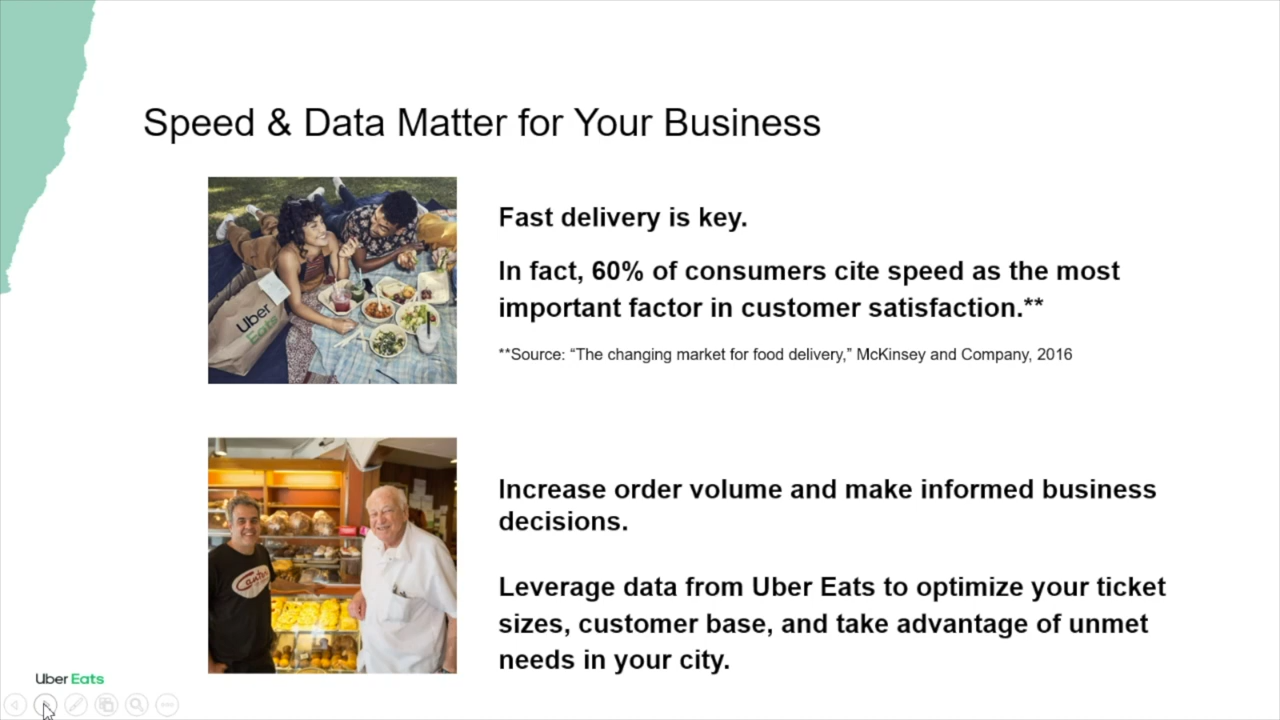 Speed & Data Matter for Your Business
Uber
Eats
Fast delivery is key.
In fact, 60% of consumers cite speed as the most
important factor in customer satisfaction.**
**Source: “The changing market for food delivery,” McKinsey and Company, 2016
Increase order volume and make informed business
decisions.
Leverage data from Uber Eats to optimize your ticket
sizes, customer base, and take advantage of unmet
needs in your city.
Uber Eats